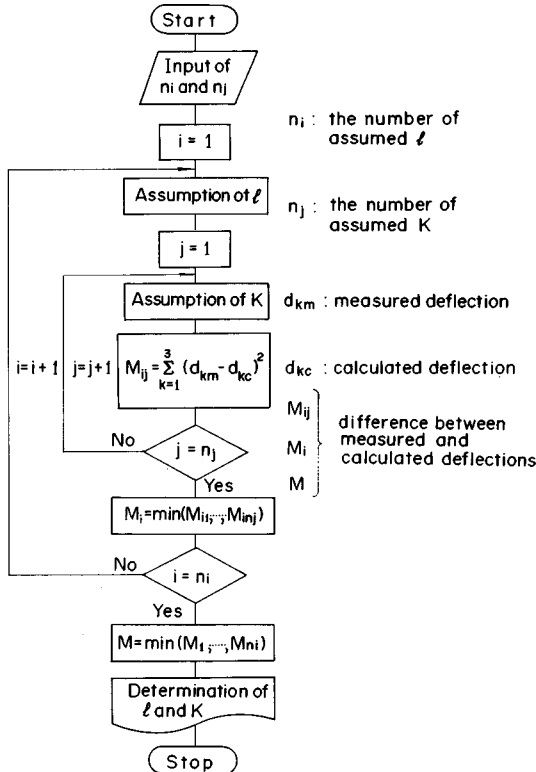 Start
Input of
ni and nj
i = 1
Assumption of ℓ
j = 1
Assumption of K
i=i+1
j=j+1
Mij = Σ(k=1 to 3) (dkm - dkc)²
No
j = nj
Yes
Mi = min(Mi1, ..., Minj)
No
i = ni
Yes
M = min(M1, ..., Mni)
Determination of
ℓ and K
Stop
ni : the number of
assumed ℓ
nj : the number of
assumed K
dkm : measured deflection
dkc : calculated deflection
Mij
Mi
M
difference between
measured and
calculated deflections